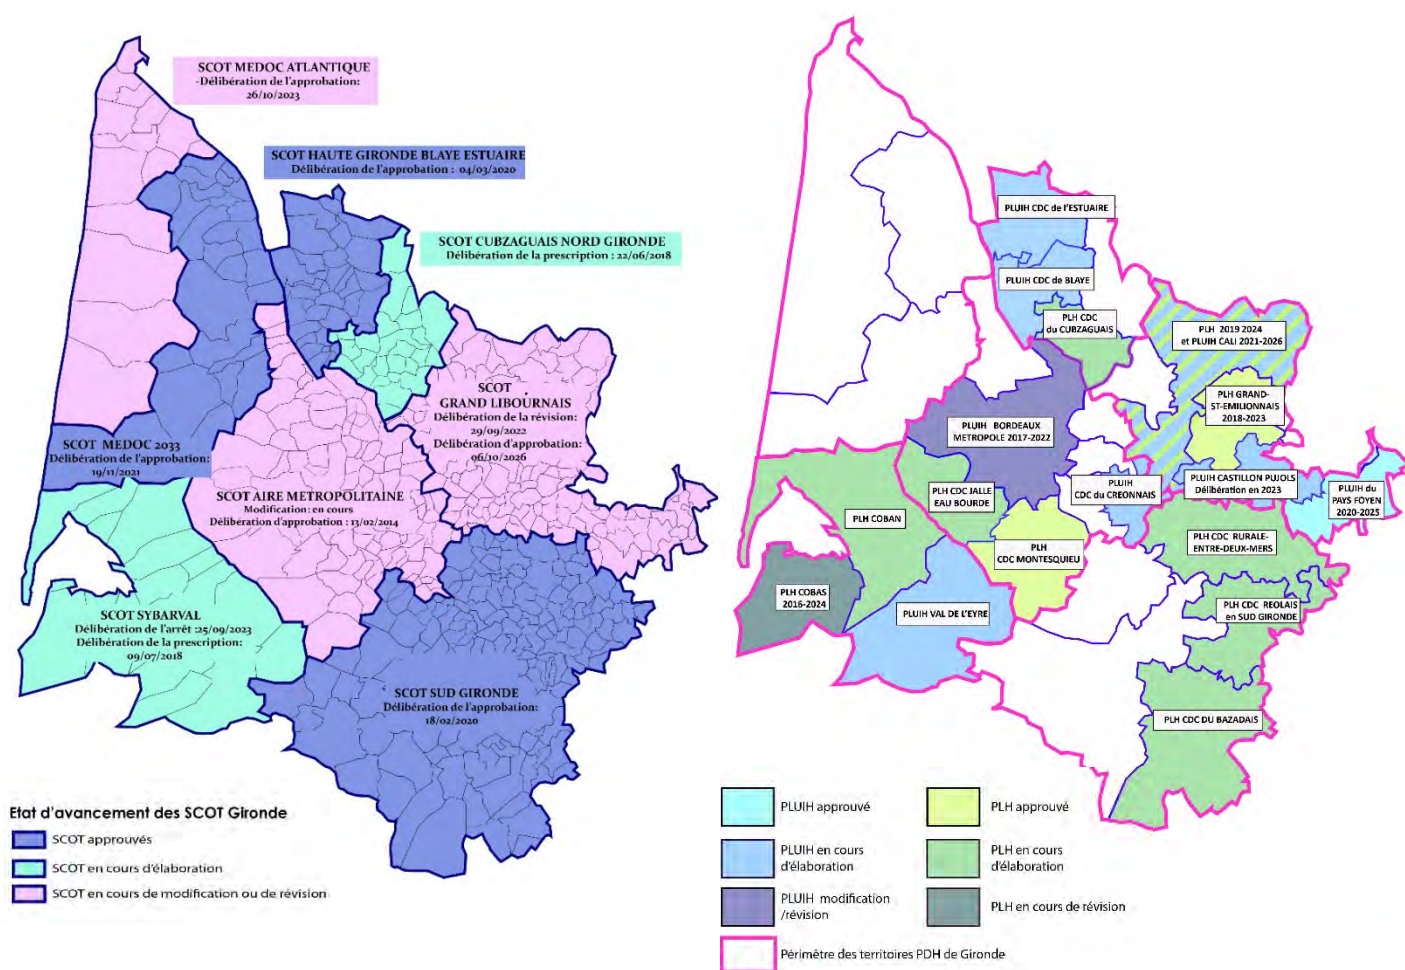 SCOT MEDOC ATLANTIQUE
-Délibération de l'approbation:
26/10/2023
SCOT HAUTE GIRONDE BLAYE ESTUAIRE
Délibération de l'approbation : 04/03/2020
SCOT CUBZAGUAIS NORD GIRONDE
Délibération de la prescription : 22/06/2018
SCOT
GRAND LIBOURNAIS
Délibération de la révision:
29/09/2022
Délibération d'approbation:
06/10/2026
SCOT MEDOC 2033
Délibération de l'approbation:
19/11/2021
SCOT AIRE METROPOLITAINE
Modification: en cours
Délibération d'approbation : 13/02/2014
SCOT SYBARVAL
Délibération de l'arrêt :25/09/2023
Délibération de la prescription:
09/07/2018
SCOT SUD GIRONDE
Délibération de l'approbation:
18/02/2020
Etat d'avancement des SCOT Gironde
SCOT approuvés
SCOT en cours d'élaboration
SCOT en cours de modification ou de révision
PLUIH CDC de l'ESTUAIRE
PLUIH CDC de BLAYE
PLH CDC
du CUBZAGUAIS
PLH 2019 2024
et PLUIH CALI 2021-2026
PLH GRAND-
ST-EMILIONNAIS
2018-2023
PLUIH BORDEAUX
METROPOLE 2017-2022
PLUIH
CDC du CREONNAIS
PLUIH CASTILLON PUJOLS
Délibération en 2023
PLUIH du
PAYS FOYEN
2020-2025
PLH CDC JALLE
EAU BOURDE
PLH COBAN
PLH CDC RURALE-
ENTRE-DEUX-MERS
PLH
CDC MONTESQUIEU
PLH COBAS
2016-2024
PLUIH VAL DE L'EYRE
PLH CDC REOLAIS
en SUD GIRONDE
PLH CDC DU BAZADAIS
PLUIH approuvé
PLUIH en cours
d'élaboration
PLUIH modification
/révision
PLH approuvé
PLH en cours
d'élaboration
PLH en cours de révision
Périmètre des territoires PDH de Gironde